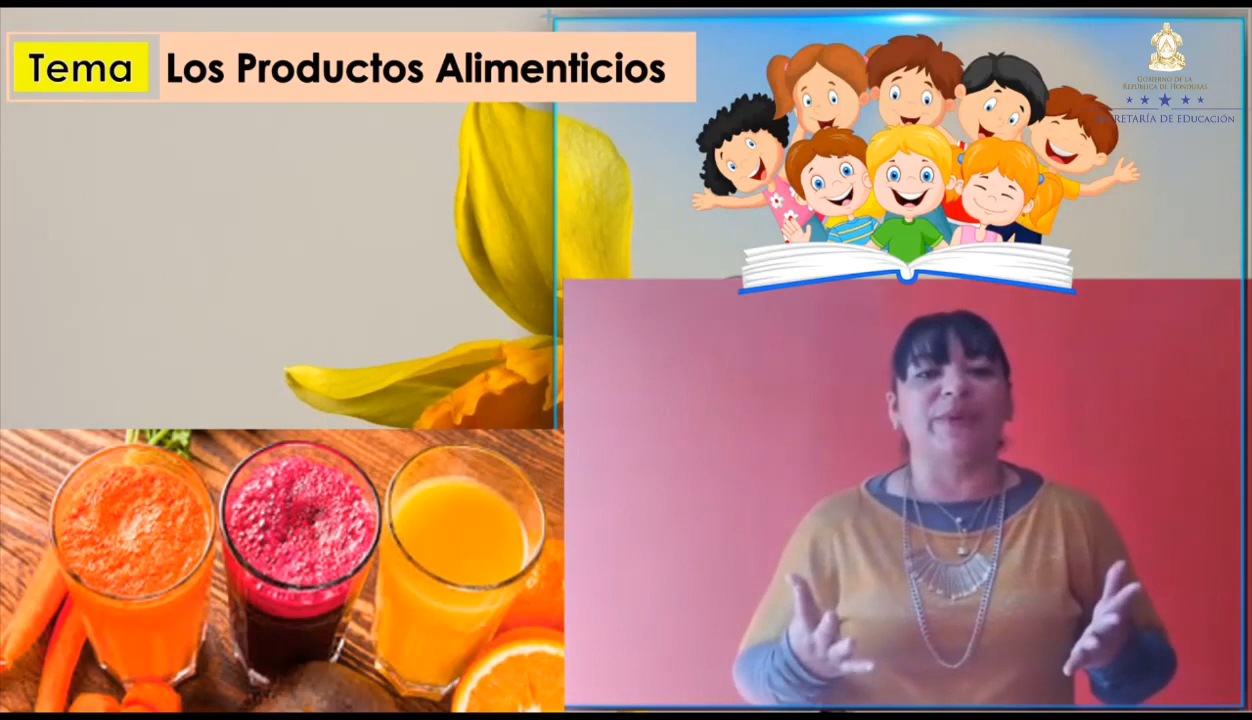 Tema Los Productos Alimenticios
GOBIERNO DE LA
REPÚBLICA DE HONDURAS
SECRETARÍA DE EDUCACIÓN